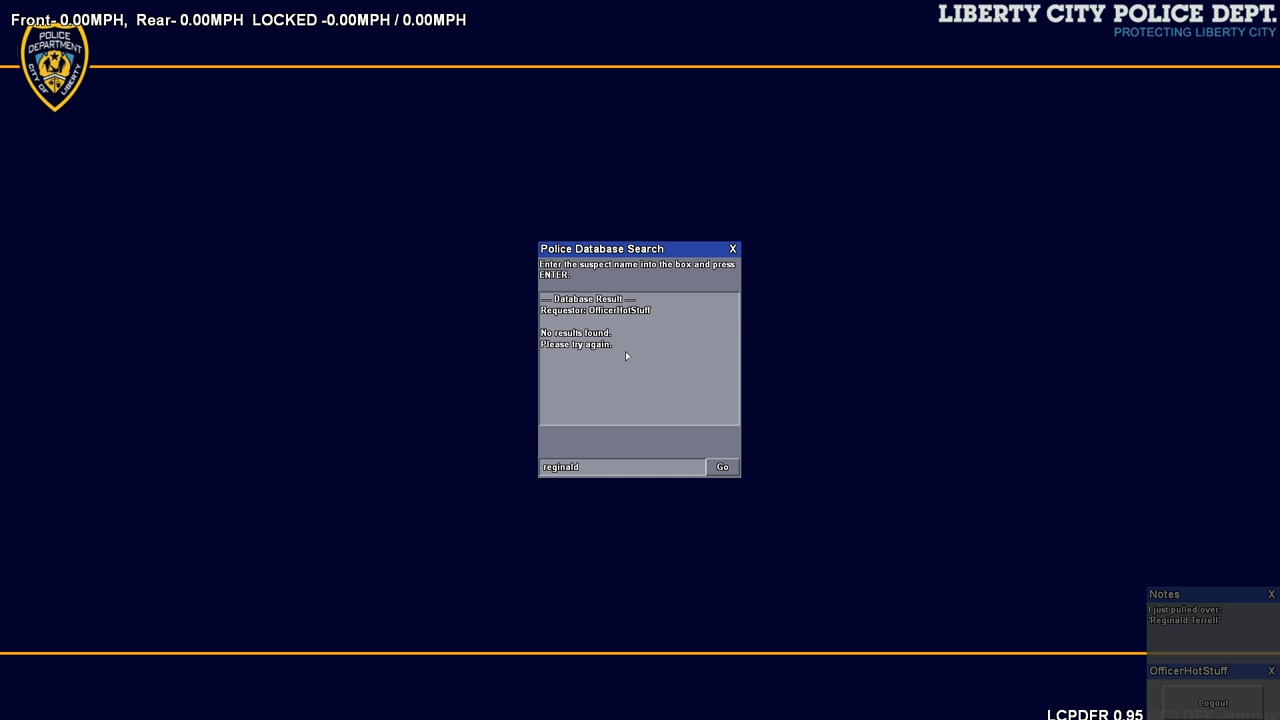 Front- 0.00MPH, Rear- 0.00MPH LOCKED -0.00MPH / 0.00MPH
LIBERTY CITY POLICE DEPT.
PROTECTING LIBERTY CITY
POLICE
DEPARTMENT
CITY OF LIBERTY
Police Database Search X
Enter the suspect name into the box and press
ENTER.
---- Database Result ----
Requestor: OfficerHotStuff
No results found.
Please try again.
reginald Go
Notes X
I just pulled over:
'Reginald Terrell'
OfficerHotStuff X
Logout
LCPDFR 0.95